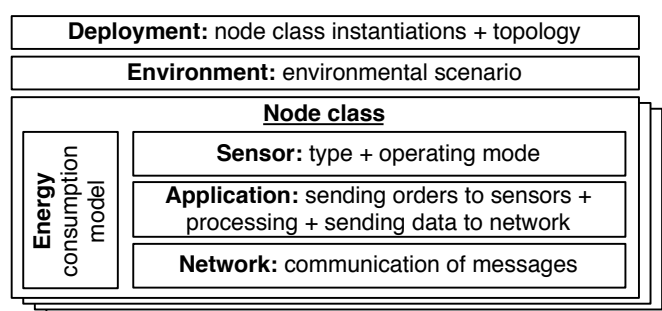 Deployment: node class instantiations + topology
Environment: environmental scenario
Node class
Energy
consumption
model
Sensor: type + operating mode
Application: sending orders to sensors +
processing + sending data to network
Network: communication of messages